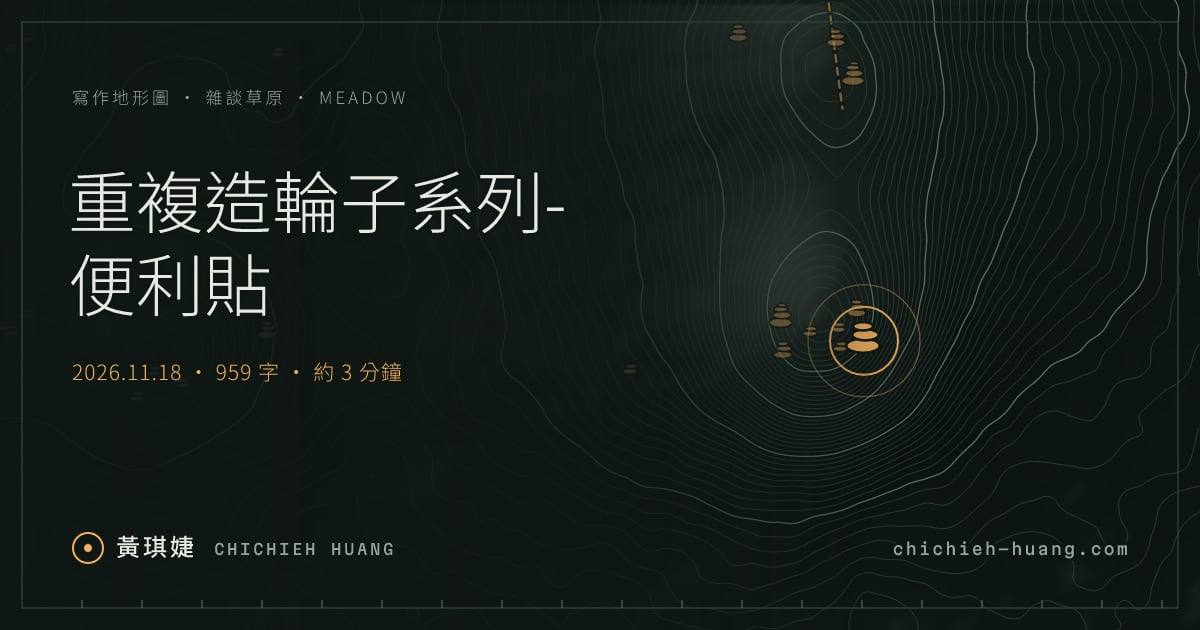 寫作地形圖 · 雜談草原 · MEADOW
重複造輪子系列-
便利貼
2026.11.18 · 959 字 · 約 3 分鐘
黃琪婕 CHICHIEH HUANG
chichieh-huang.com